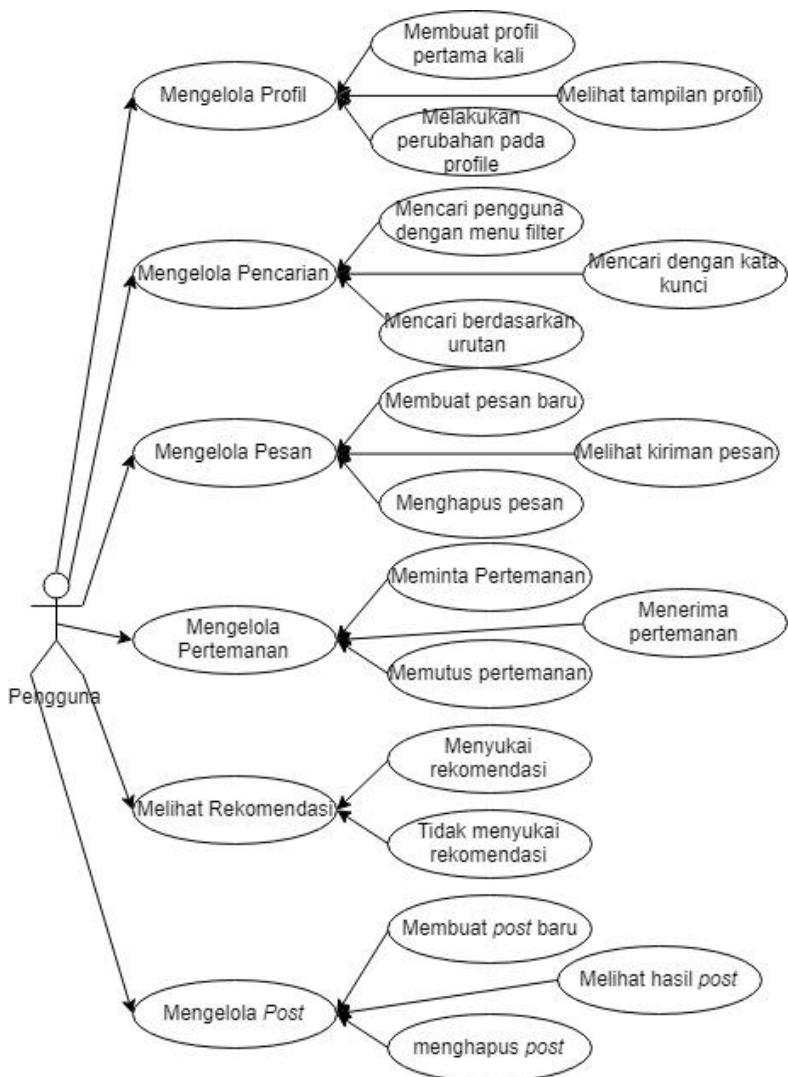 Membuat profil
pertama kali
Mengelola Profil
Melihat tampilan profil
Melakukan
perubahan pada
profile
Mencari pengguna
dengan menu filter
Mengelola Pencarian
Mencari dengan kata
kunci
Mencari berdasarkan
urutan
Membuat pesan baru
Mengelola Pesan
Melihat kiriman pesan
Menghapus pesan
Meminta Pertemanan
Mengelola
Pertemanan
Menerima
pertemanan
Memutus pertemanan
Pengguna
Menyukai
rekomendasi
Melihat Rekomendasi
Tidak menyukai
rekomendasi
Membuat post baru
Melihat hasil post
Mengelola Post
menghapus post